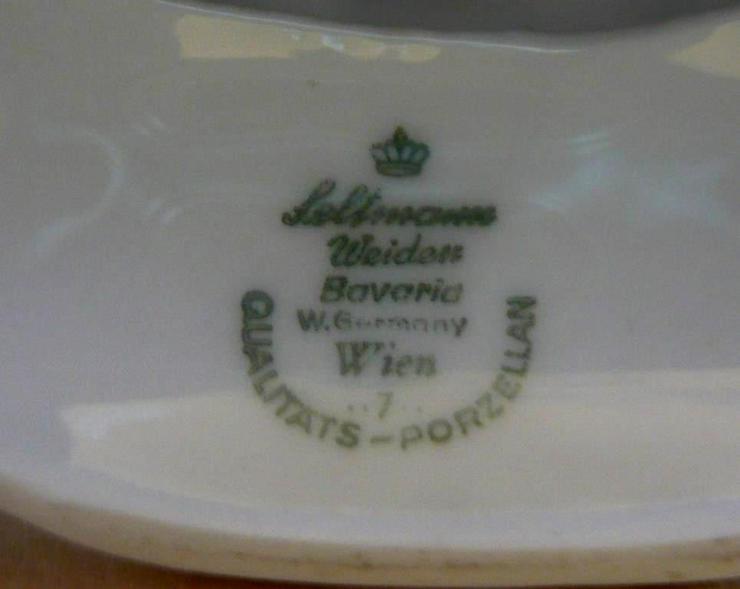 Seltmann
Weiden
Bavaria
W. Germany
Wien
..7..
QUALITÄTS-PORZELLAN